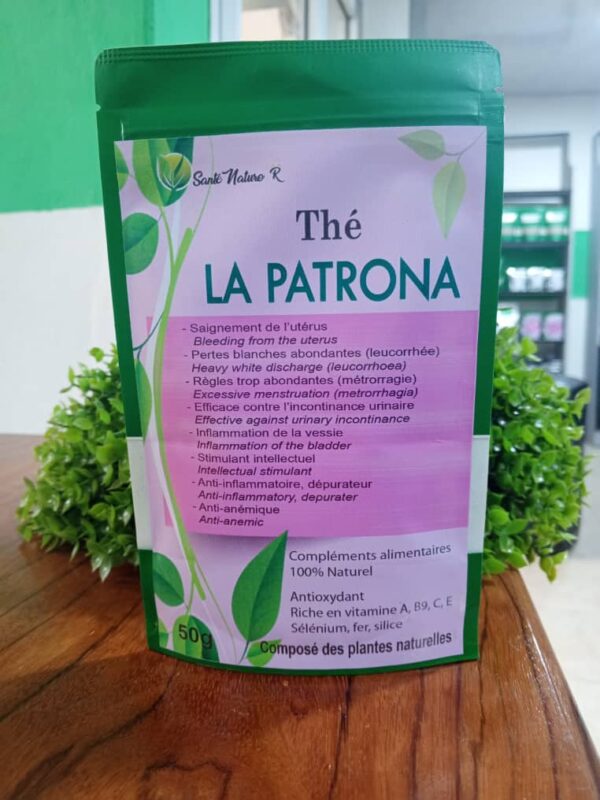 Santé Nature R
Thé
LA PATRONA
- Saignement de l'utérus
Bleeding from the uterus
- Pertes blanches abondantes (leucorrhée)
Heavy white discharge (leucorrhoea)
- Règles trop abondantes (métrorragie)
Excessive menstruation (metrorrhagia)
- Efficace contre l'incontinance urinaire
Effective against urinary incontinance
- Inflammation de la vessie
Inflammation of the bladder
- Stimulant intellectuel
Intellectual stimulant
- Anti-inflammatoire, dépurateur
Anti-inflammatory, depurater
- Anti-anémique
Anti-anemic
Compléments alimentaires
100% Naturel
Antioxydant
Riche en vitamine A, B9, C, E
Sélénium, fer, silice
50g
Composé des plantes naturelles